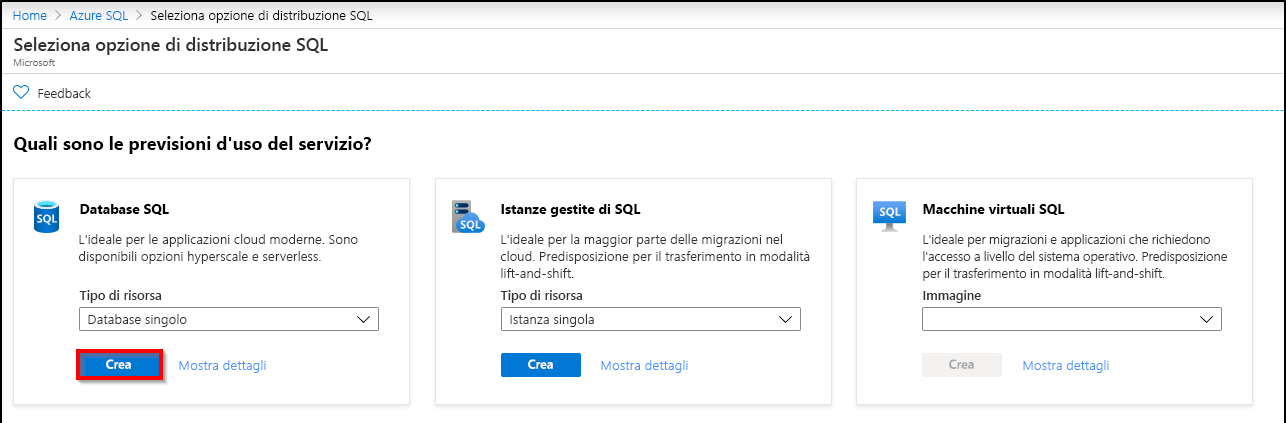 Home > Azure SQL > Seleziona opzione di distribuzione SQL
Seleziona opzione di distribuzione SQL
Microsoft
Feedback
Quali sono le previsioni d'uso del servizio?
SQL
Database SQL
L'ideale per le applicazioni cloud moderne. Sono
disponibili opzioni hyperscale e serverless.
Tipo di risorsa
Database singolo
Crea
Mostra dettagli
SQL
Istanze gestite di SQL
L'ideale per la maggior parte delle migrazioni nel
cloud. Predisposizione per il trasferimento in modalità
lift-and-shift.
Tipo di risorsa
Istanza singola
Crea
Mostra dettagli
SQL
Macchine virtuali SQL
L'ideale per migrazioni e applicazioni che richiedono
l'accesso a livello del sistema operativo. Predisposizione
per il trasferimento in modalità lift-and-shift.
Immagine
Crea
Mostra dettagli